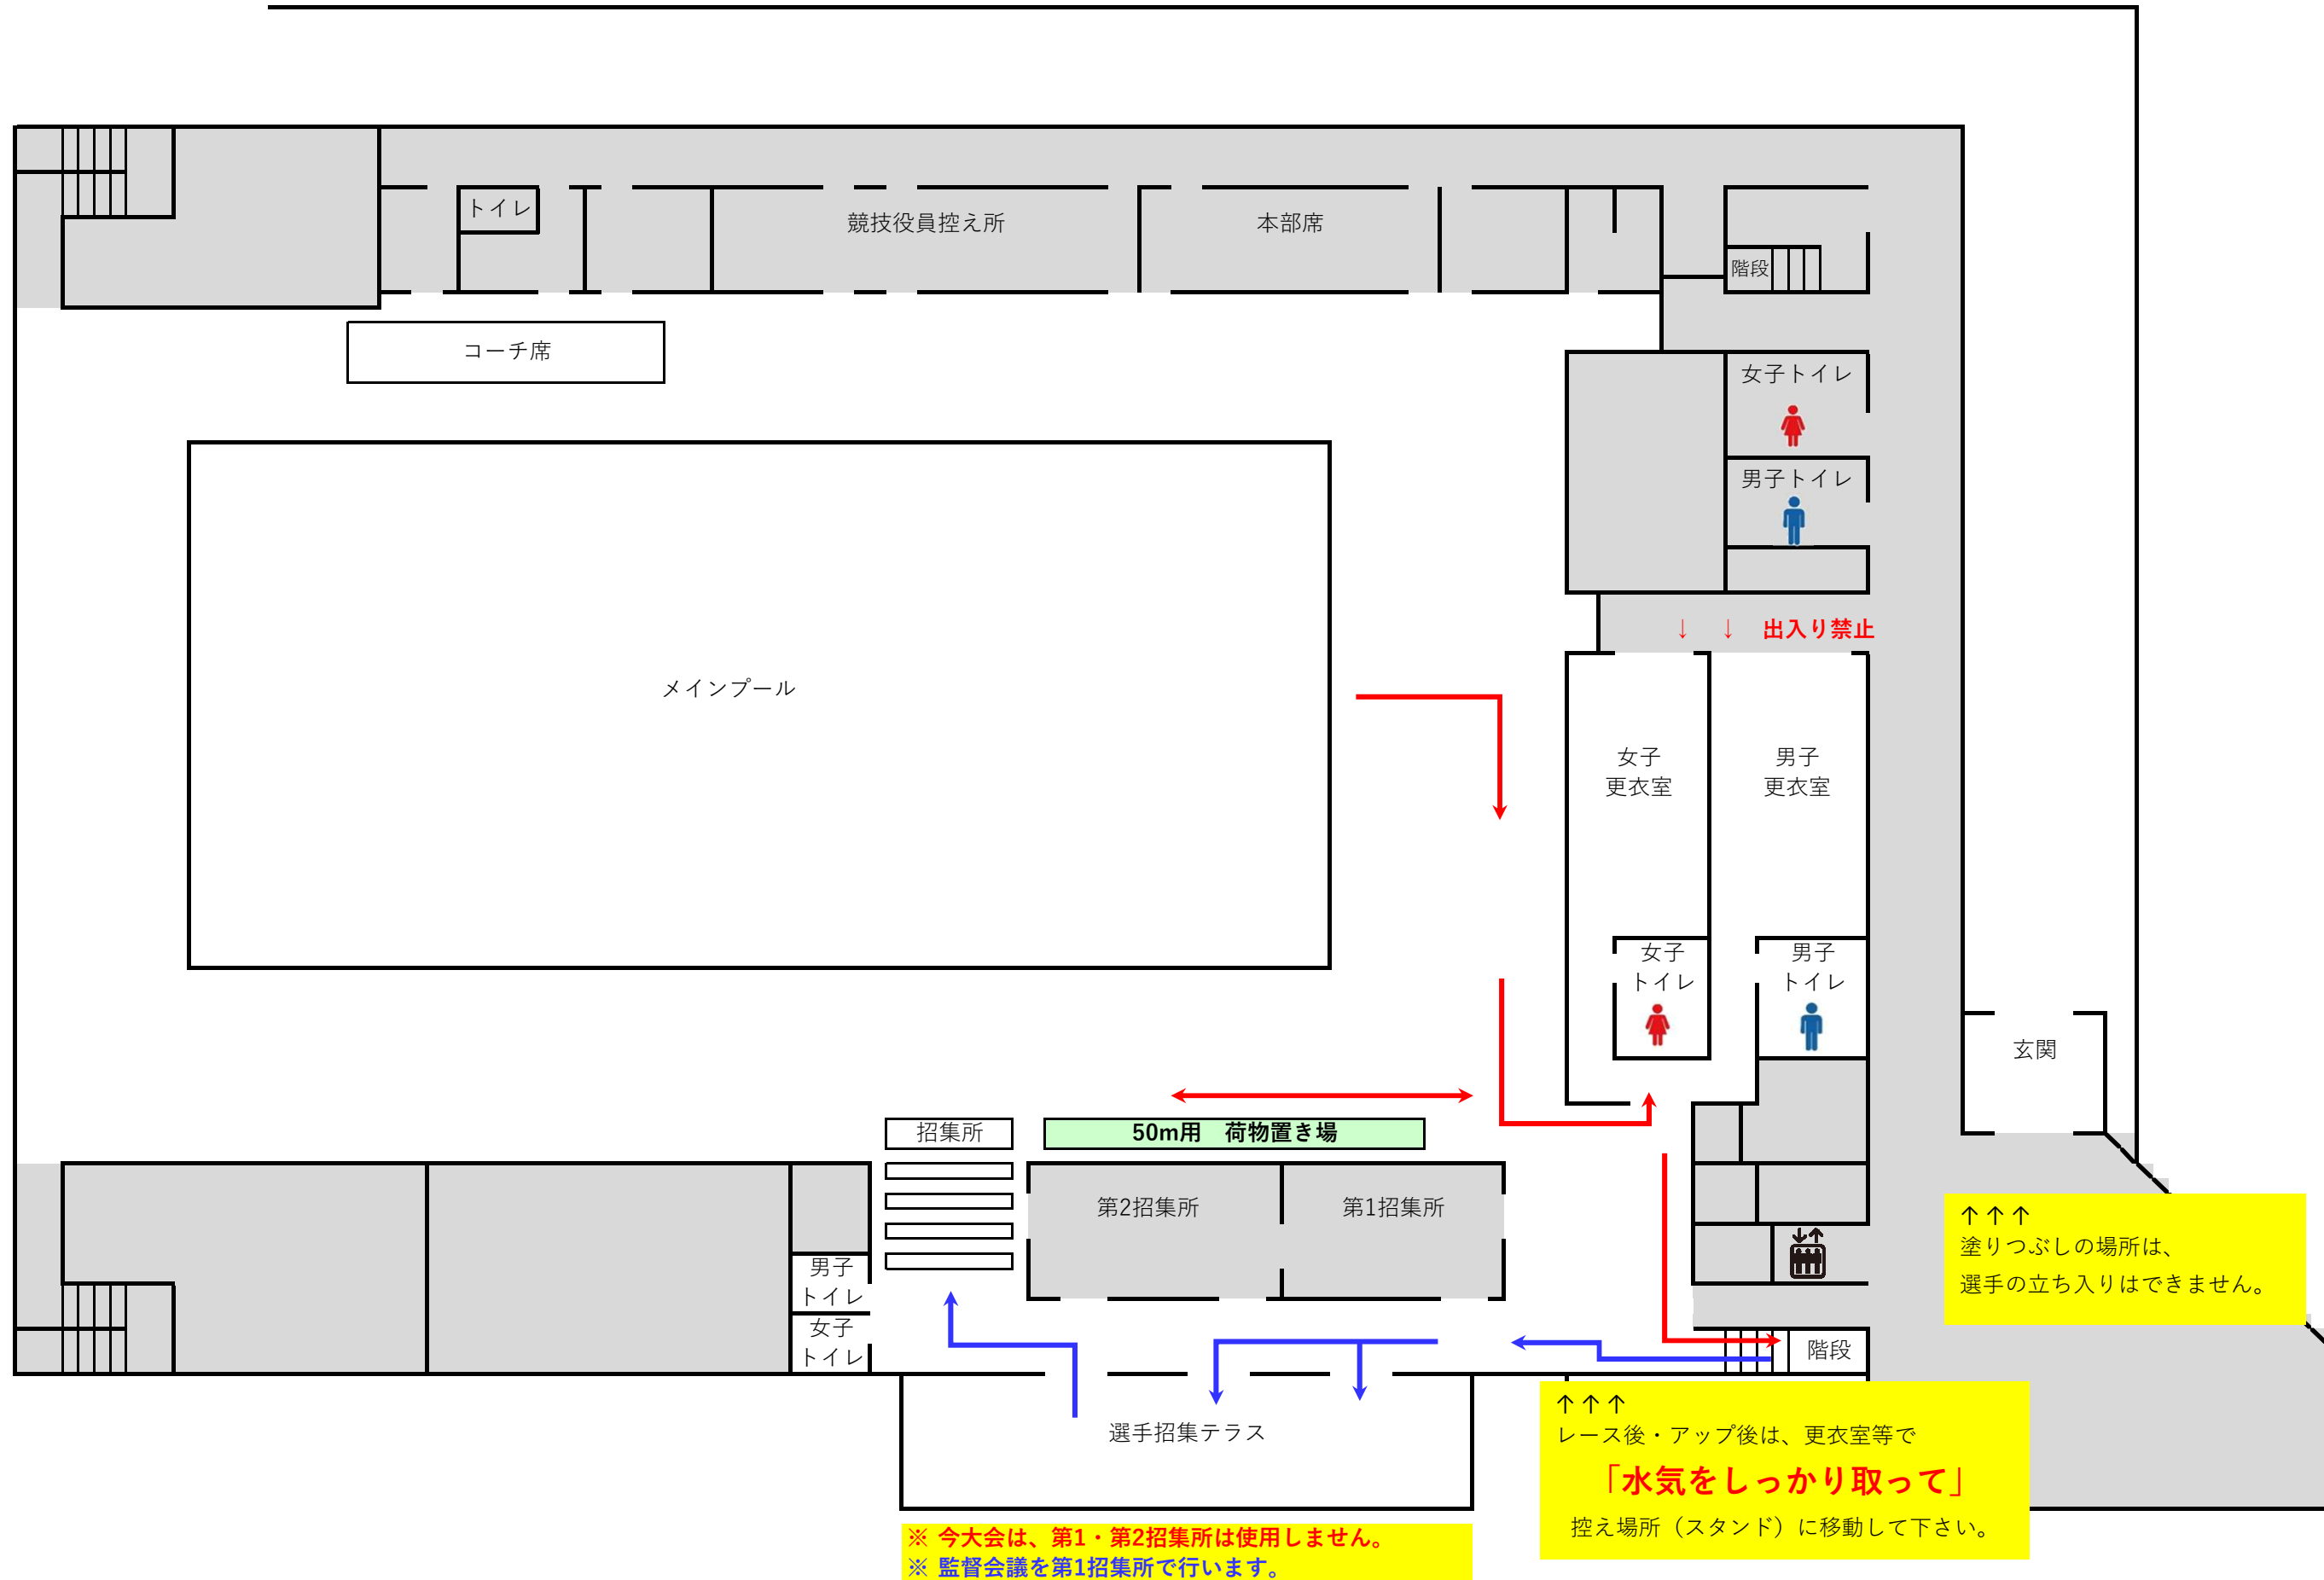 トイレ
競技役員控え所
本部席
階段
コーチ席
女子トイレ
男子トイレ
↓ ↓ 出入り禁止
メインプール
女子
更衣室
男子
更衣室
女子
トイレ
男子
トイレ
玄関
招集所
50m用 荷物置き場
第2招集所
第1招集所
男子
トイレ
女子
トイレ
階段
↑↑↑
塗りつぶしの場所は、
選手の立ち入りはできません。
選手招集テラス
↑↑↑
レース後・アップ後は、更衣室等で
「水気をしっかり取って」
控え場所（スタンド）に移動して下さい。
※ 今大会は、第1・第2招集所は使用しません。
※ 監督会議を第1招集所で行います。